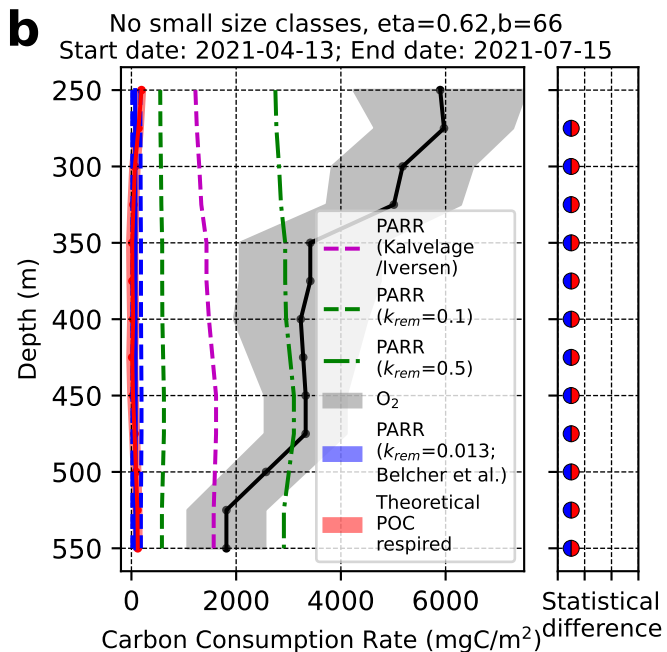 b
No small size classes, eta=0.62,b=66
Start date: 2021-04-13; End date: 2021-07-15
250
300
350
400
450
500
550
Depth (m)
PARR
(Kalvelage
/Iversen)
PARR
(k_rem=0.1)
PARR
(k_rem=0.5)
O₂
PARR
(k_rem=0.013;
Belcher et al.)
Theoretical
POC
respired
0 2000 4000 6000
Carbon Consumption Rate (mgC/m²)
Statistical
difference